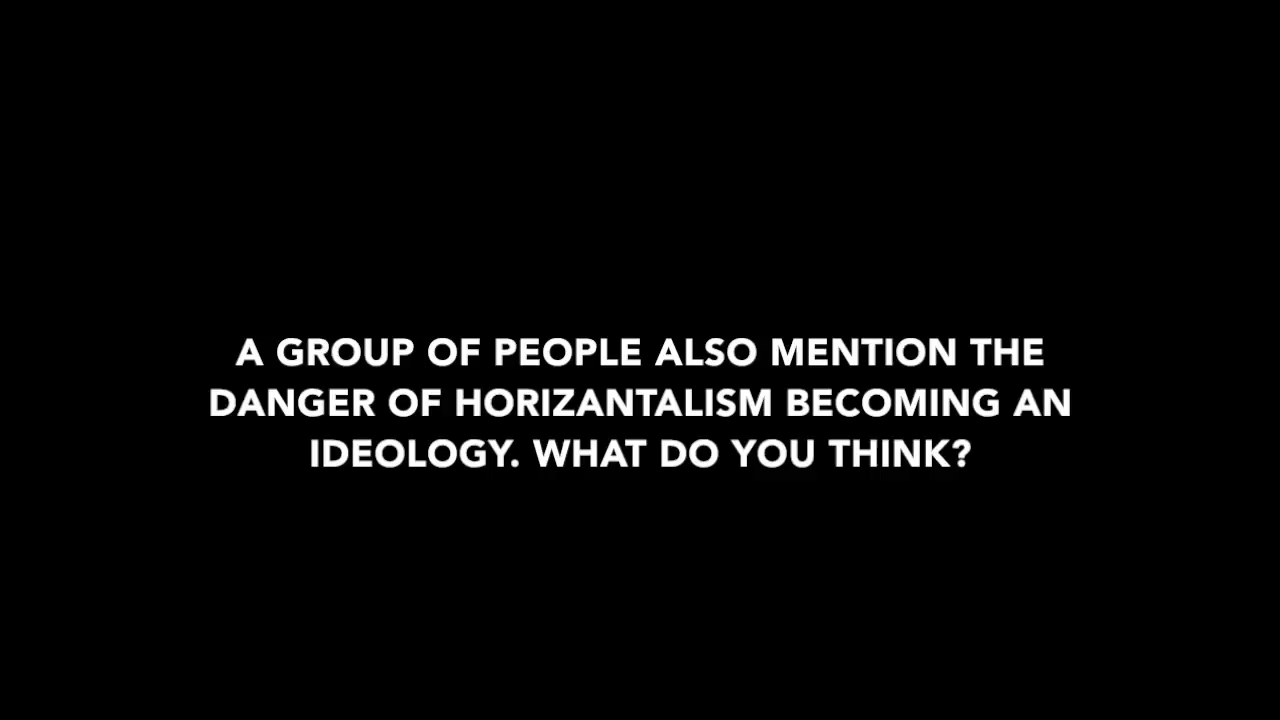 A GROUP OF PEOPLE ALSO MENTION THE
DANGER OF HORIZANTALISM BECOMING AN
IDEOLOGY. WHAT DO YOU THINK?